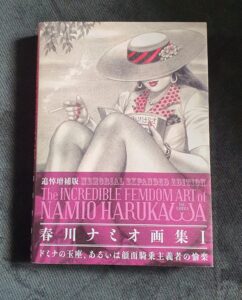 追悼増補版 MEMORIAL EXPANDED EDITION
The INCREDIBLE FEMDOM ART of
NAMIO HARUKAWA
春川ナミオ画集 I
ドミナの玉座、あるいは顔面騎乗主義者の愉楽